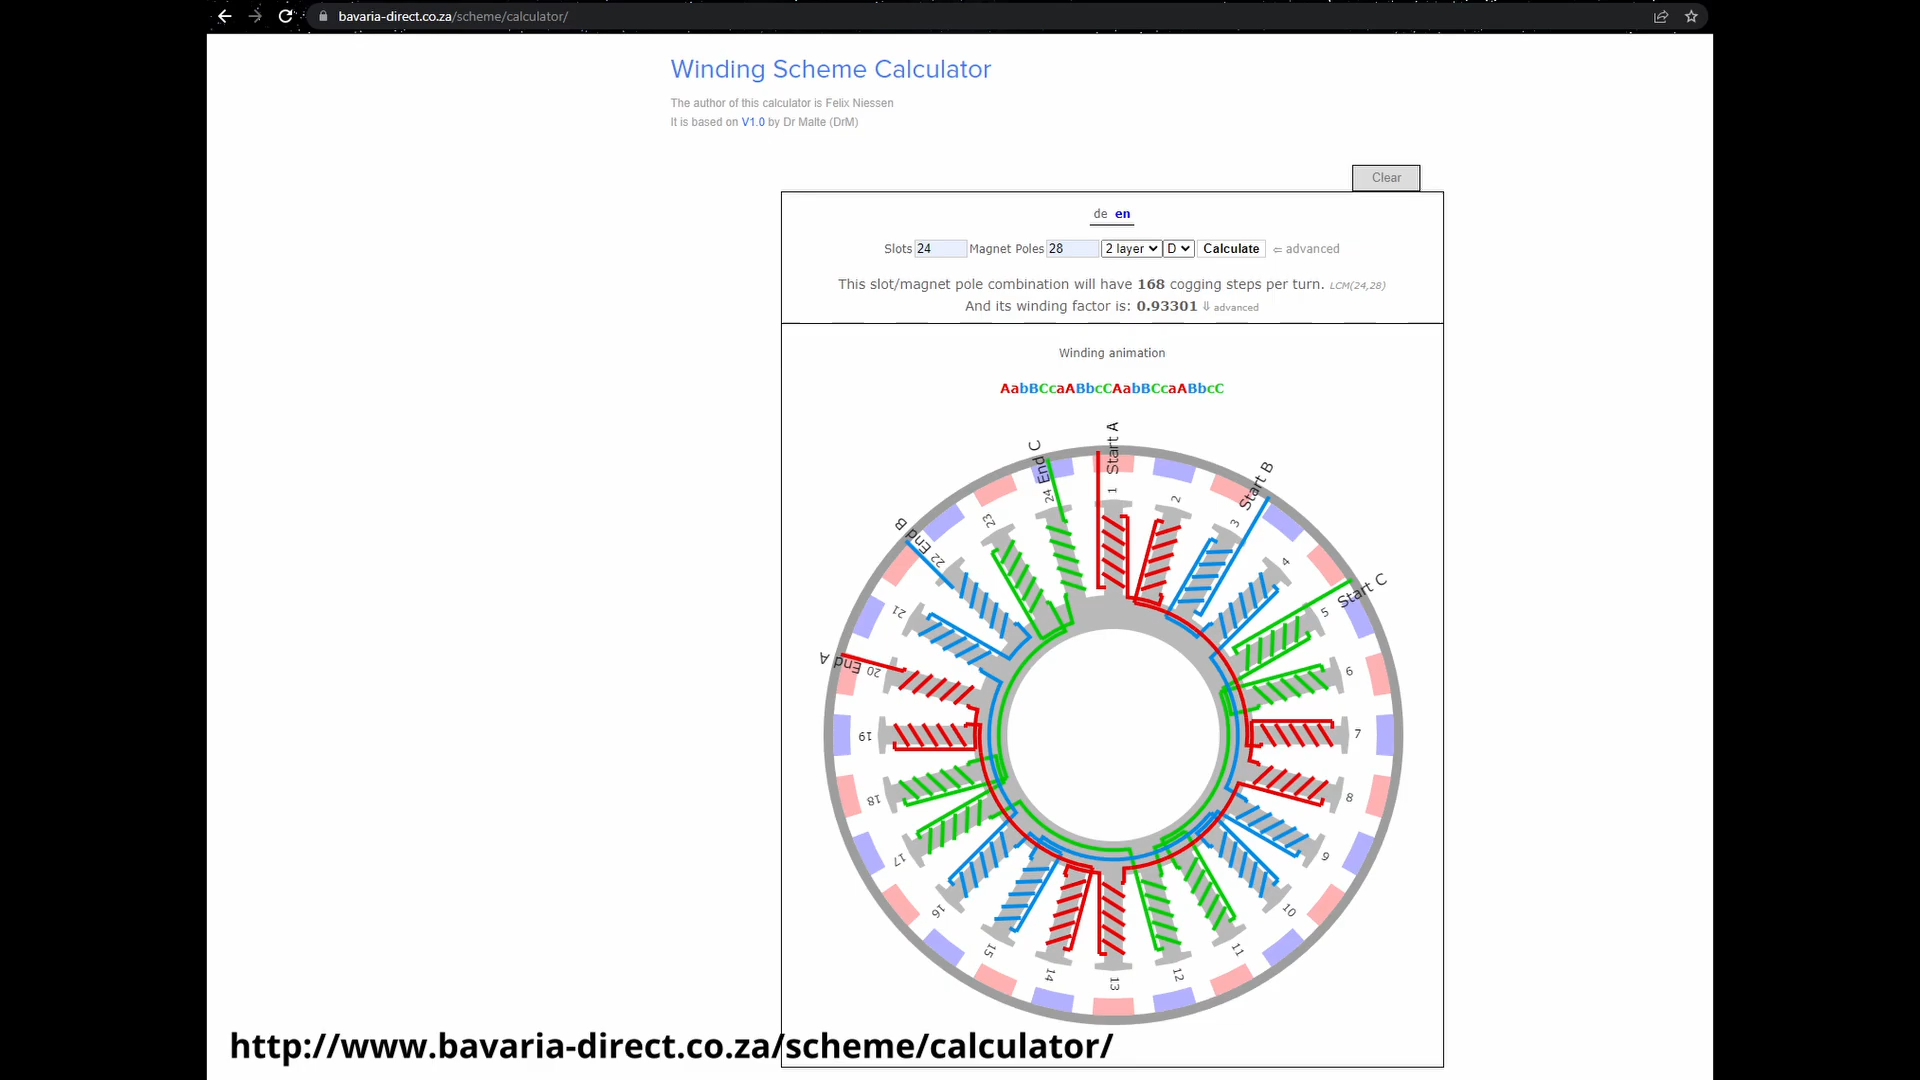 bavaria-direct.co.za/scheme/calculator/
Winding Scheme Calculator
The author of this calculator is Felix Niessen
It is based on V1.0 by Dr Malte (DrM)
Clear
de en
Slots 24 Magnet Poles 28 2 layer D Calculate ⇐ advanced
This slot/magnet pole combination will have 168 cogging steps per turn. LCM(24,28)
And its winding factor is: 0.93301 ⇓ advanced
Winding animation
AabBCcaABbcCAabBCcaABbcC
Start A
Start B
Start C
End A
End B
End C
1
2
3
4
5
6
7
8
9
10
11
12
13
14
15
16
17
18
19
20
21
22
23
24
http://www.bavaria-direct.co.za/scheme/calculator/